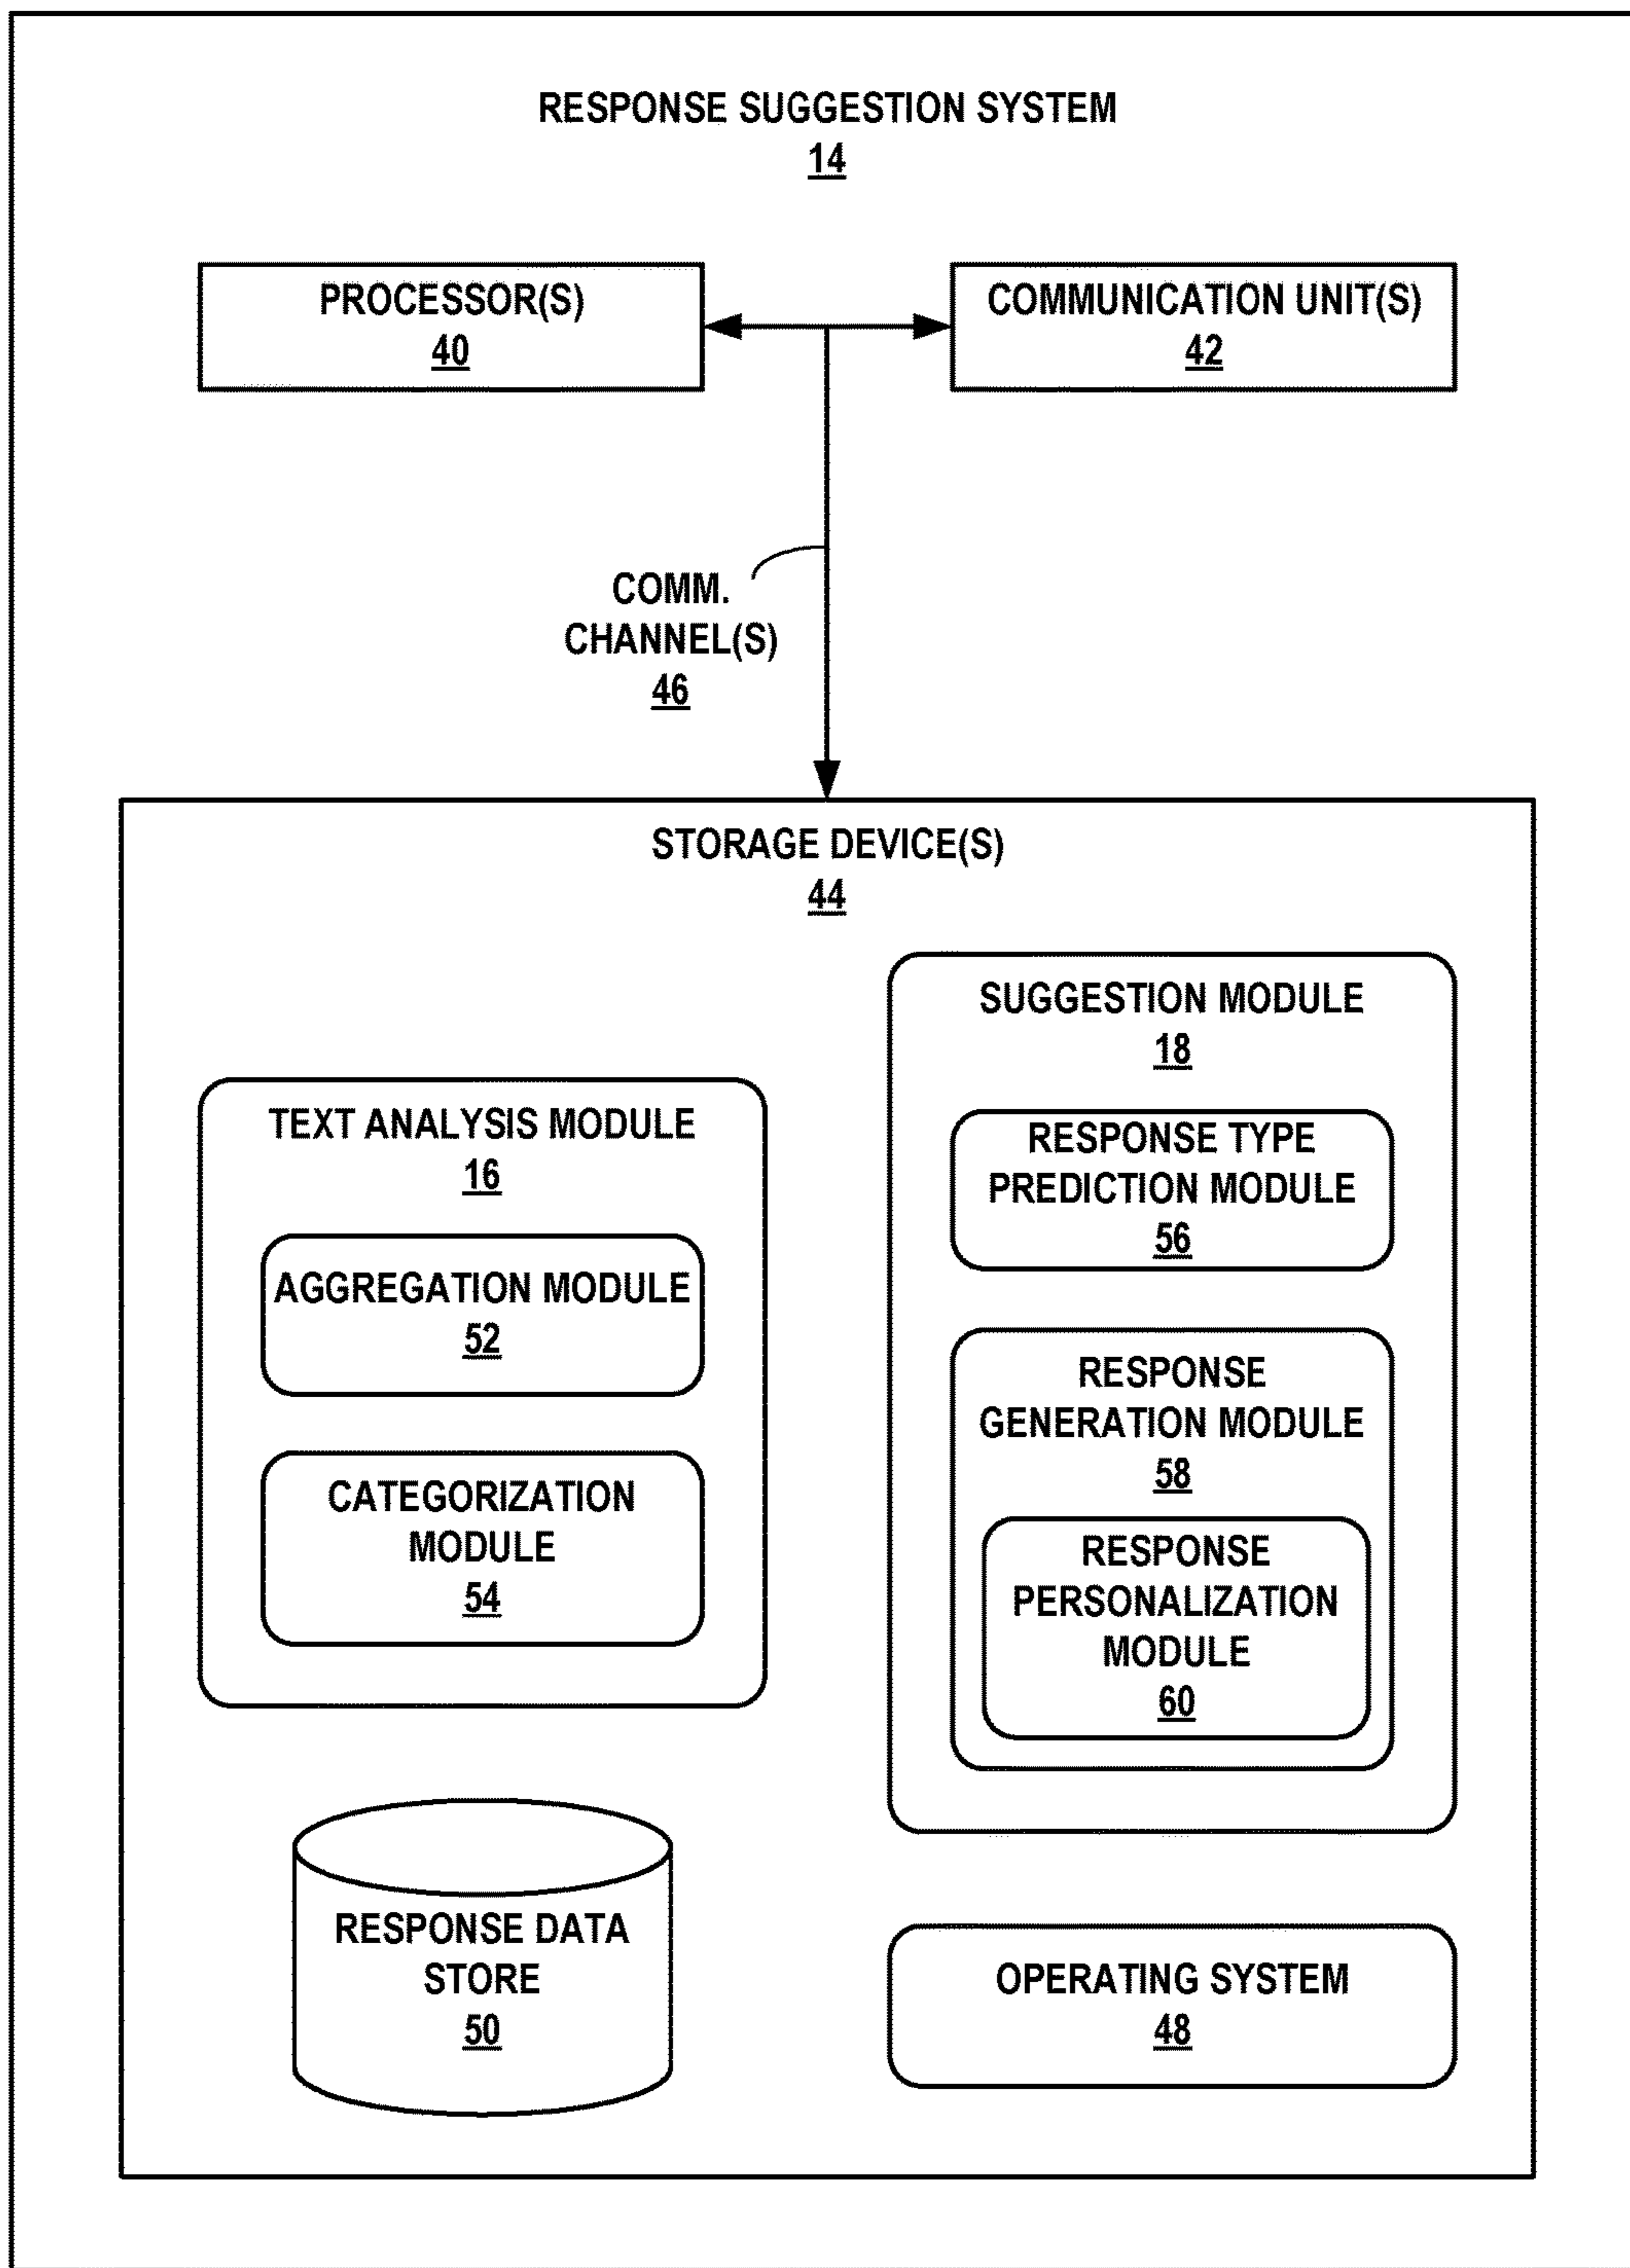 RESPONSE SUGGESTION SYSTEM
14
PROCESSOR(S)
40
COMMUNICATION UNIT(S)
42
COMM.
CHANNEL(S)
46
STORAGE DEVICE(S)
44
TEXT ANALYSIS MODULE
16
AGGREGATION MODULE
52
CATEGORIZATION
MODULE
54
SUGGESTION MODULE
18
RESPONSE TYPE
PREDICTION MODULE
56
RESPONSE
GENERATION MODULE
58
RESPONSE
PERSONALIZATION
MODULE
60
RESPONSE DATA
STORE
50
OPERATING SYSTEM
48